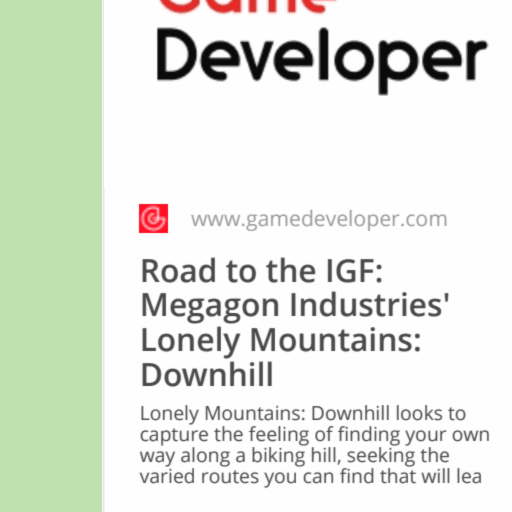 Game
Developer
www.gamedeveloper.com
Road to the IGF:
Megagon Industries'
Lonely Mountains:
Downhill
Lonely Mountains: Downhill looks to
capture the feeling of finding your own
way along a biking hill, seeking the
varied routes you can find that will lea